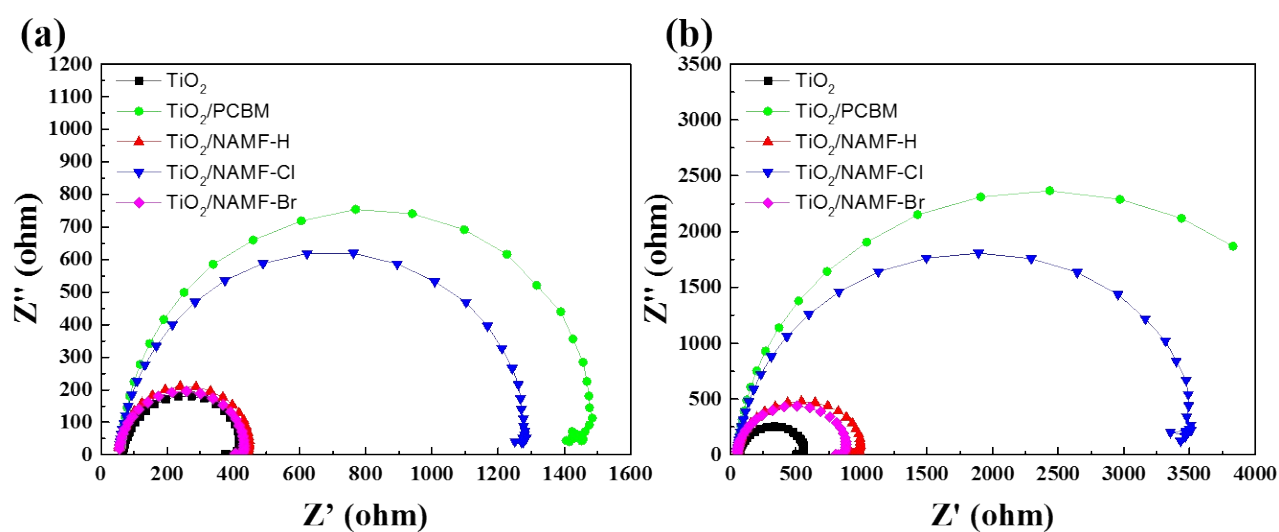 (a)
1200
1100
1000
900
800
700
600
500
400
300
200
100
0
Z'' (ohm)
TiO2
TiO2/PCBM
TiO2/NAMF-H
TiO2/NAMF-Cl
TiO2/NAMF-Br
0 200 400 600 800 1000 1200 1400 1600
Z’ (ohm)
(b)
3500
3000
2500
2000
1500
1000
500
0
Z'' (ohm)
TiO2
TiO2/PCBM
TiO2/NAMF-H
TiO2/NAMF-Cl
TiO2/NAMF-Br
0 500 1000 1500 2000 2500 3000 3500 4000
Z' (ohm)